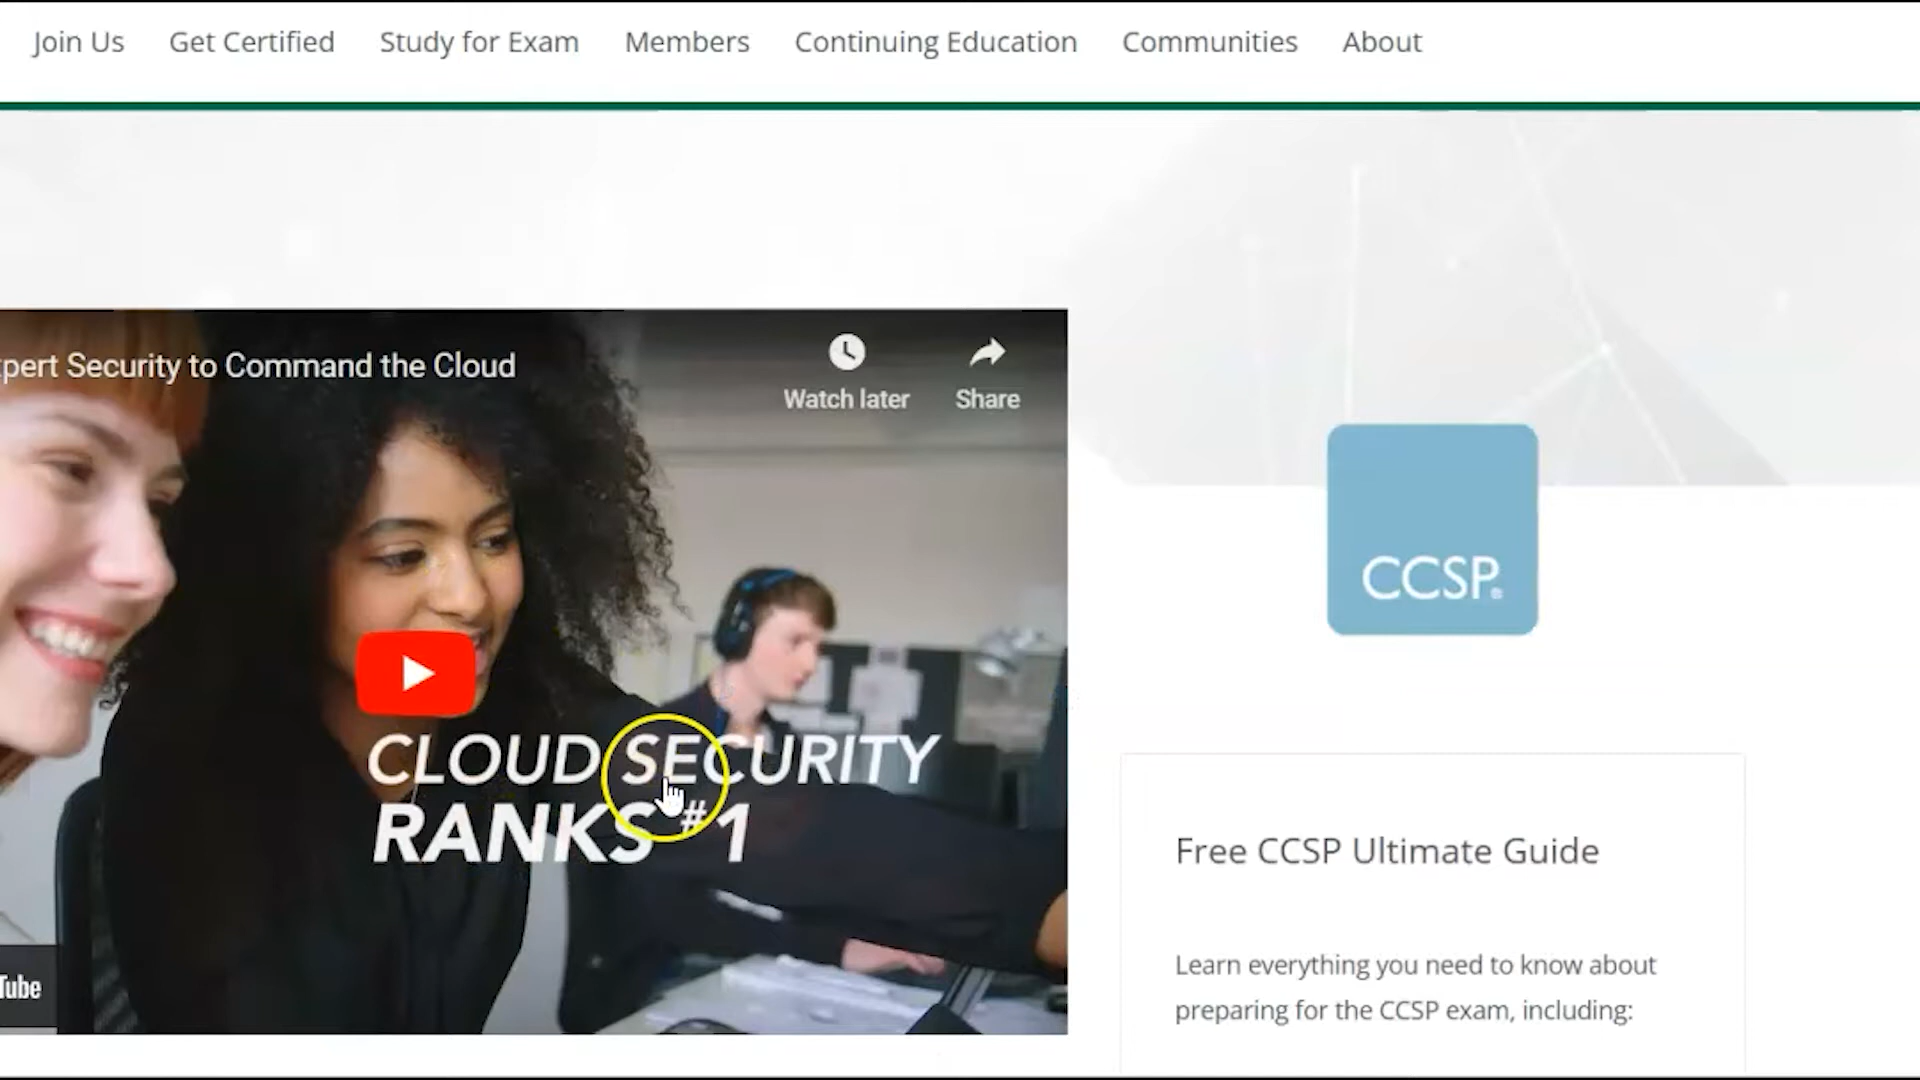 Join Us Get Certified Study for Exam Members Continuing Education Communities About
xpert Security to Command the Cloud
Watch later Share
CCSP®
CLOUD SECURITY
RANKS #1
Free CCSP Ultimate Guide
Learn everything you need to know about
preparing for the CCSP exam, including:
Tube